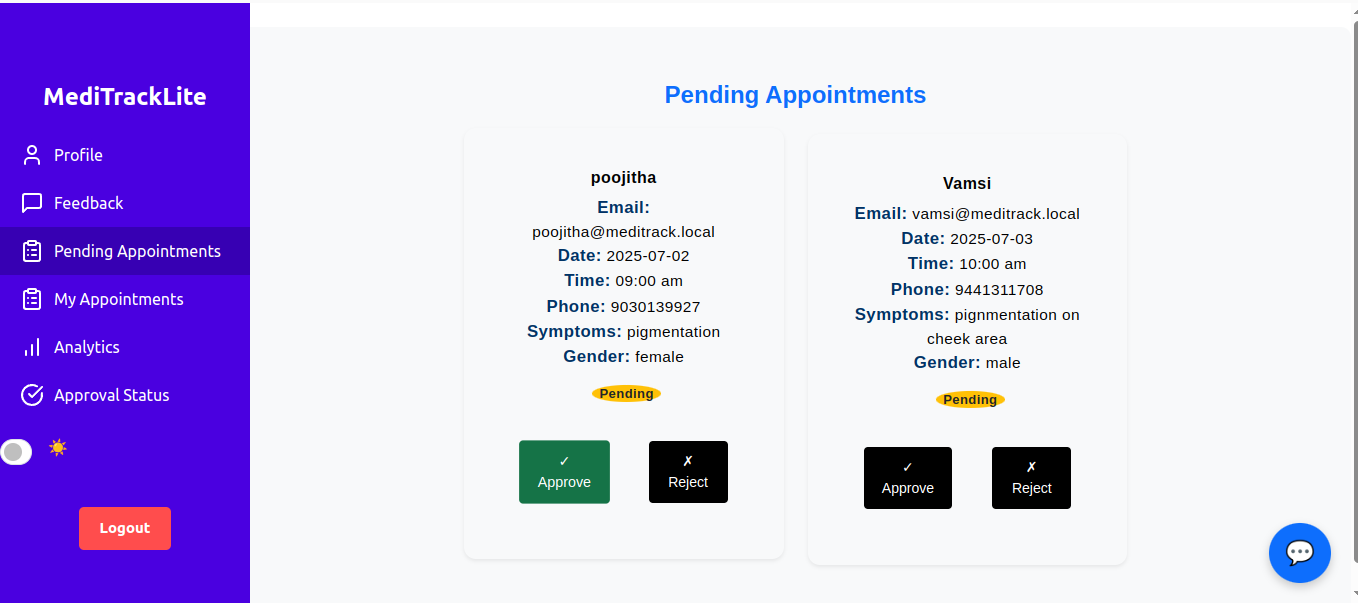 MediTrackLite
Profile
Feedback
Pending Appointments
My Appointments
Analytics
Approval Status
Logout
Pending Appointments
poojitha
Email:
poojitha@meditrack.local
Date: 2025-07-02
Time: 09:00 am
Phone: 9030139927
Symptoms: pigmentation
Gender: female
Pending
✓
Approve
✗
Reject
Vamsi
Email: vamsi@meditrack.local
Date: 2025-07-03
Time: 10:00 am
Phone: 9441311708
Symptoms: pignmentation on
cheek area
Gender: male
Pending
✓
Approve
✗
Reject